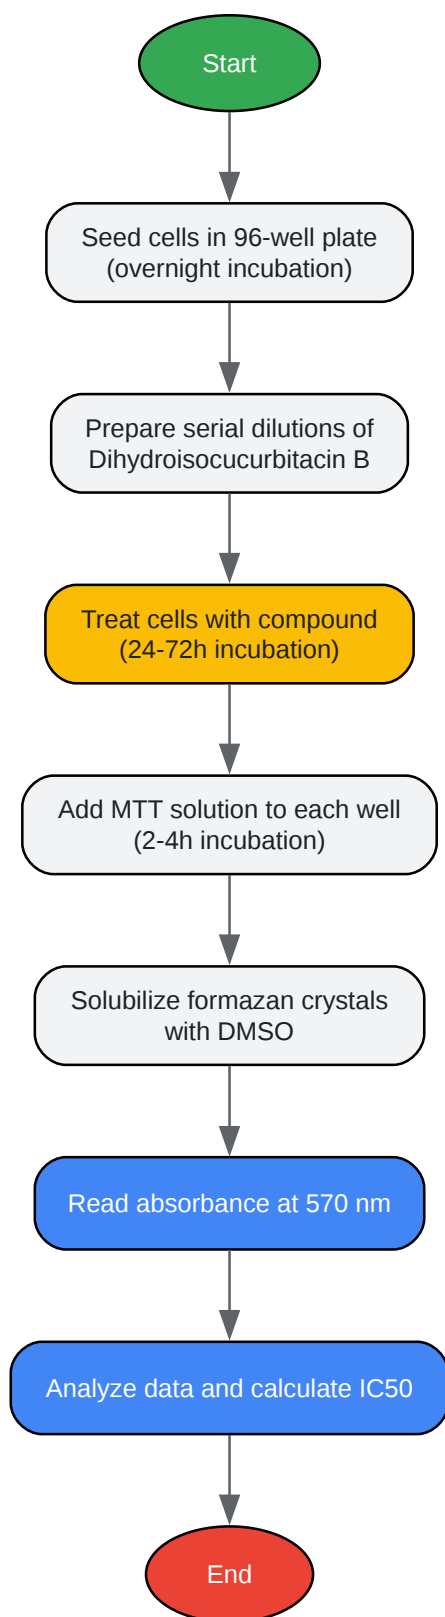 Start
Seed cells in 96-well plate
(overnight incubation)
Prepare serial dilutions of
Dihydroisocucurbitacin B
Treat cells with compound
(24-72h incubation)
Add MTT solution to each well
(2-4h incubation)
Solubilize formazan crystals
with DMSO
Read absorbance at 570 nm
Analyze data and calculate IC50
End